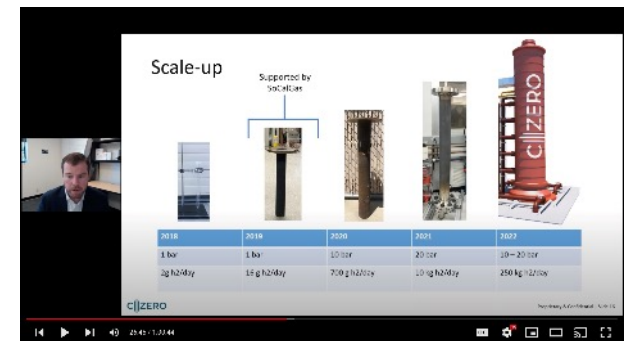 Scale-up
Supported by
SoCalGas
C||ZERO
2018 2019 2020 2021 2022
1 bar 1 bar 10 bar 20 bar 10 – 20 bar
2g h2/day 16 g h2/day 700 g h2/day 10 kg h2/day 250 kg h2/day
C||ZERO